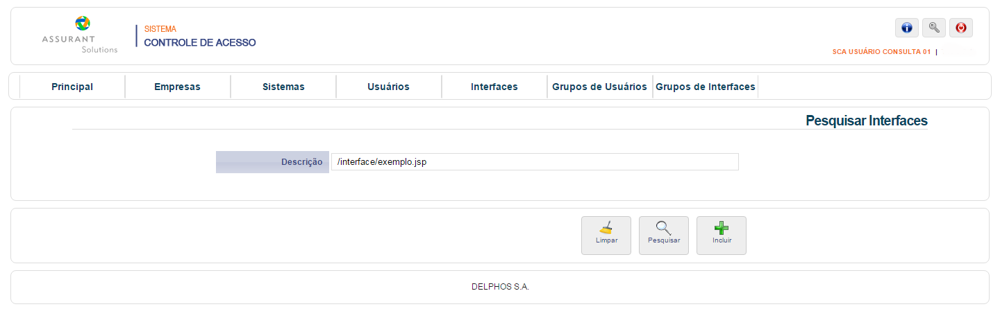 ASSURANT
Solutions
SISTEMA
CONTROLE DE ACESSO
SCA USUÁRIO CONSULTA 01 |
Principal Empresas Sistemas Usuários Interfaces Grupos de Usuários Grupos de Interfaces
Pesquisar Interfaces
Descrição /interface/exemplo.jsp
Limpar Pesquisar Incluir
DELPHOS S.A.